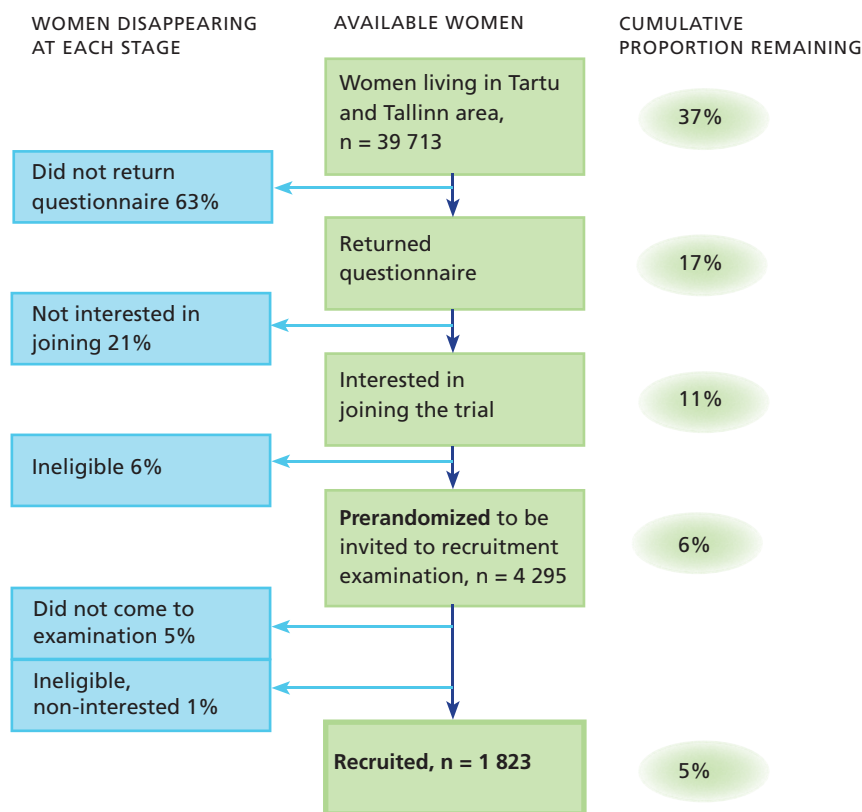 WOMEN DISAPPEARING
AT EACH STAGE
AVAILABLE WOMEN
CUMULATIVE
PROPORTION REMAINING
Women living in Tartu
and Tallinn area,
n = 39 713
37%
Did not return
questionnaire 63%
Returned
questionnaire
17%
Not interested in
joining 21%
Interested in
joining the trial
11%
Ineligible 6%
Prerandomized to be
invited to recruitment
examination, n = 4 295
6%
Did not come to
examination 5%
Ineligible,
non-interested 1%
Recruited, n = 1 823
5%